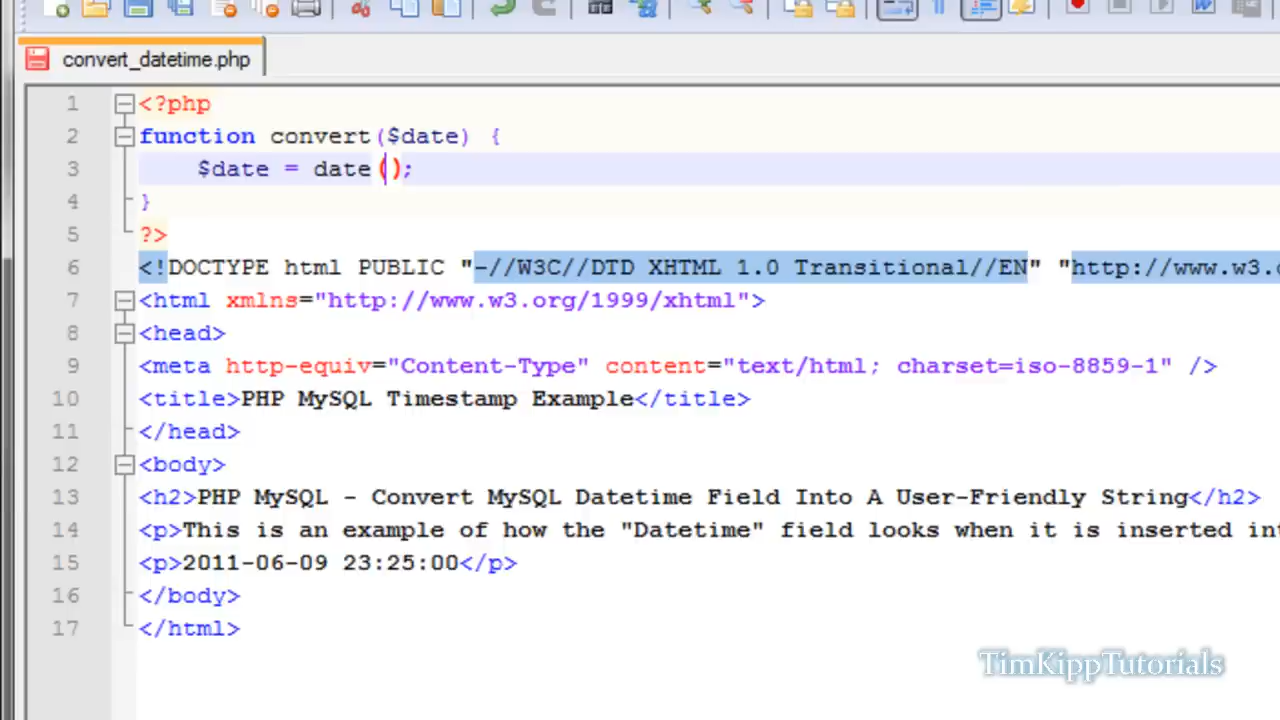 convert_datetime.php
1 <?php
2 function convert($date) {
3 $date = date();
4 }
5 ?>
6 <!DOCTYPE html PUBLIC "-//W3C//DTD XHTML 1.0 Transitional//EN" "http://www.w3.
7 <html xmlns="http://www.w3.org/1999/xhtml">
8 <head>
9 <meta http-equiv="Content-Type" content="text/html; charset=iso-8859-1" />
10 <title>PHP MySQL Timestamp Example</title>
11 </head>
12 <body>
13 <h2>PHP MySQL - Convert MySQL Datetime Field Into A User-Friendly String</h2>
14 <p>This is an example of how the "Datetime" field looks when it is inserted int
15 <p>2011-06-09 23:25:00</p>
16 </body>
17 </html>
TimKippTutorials